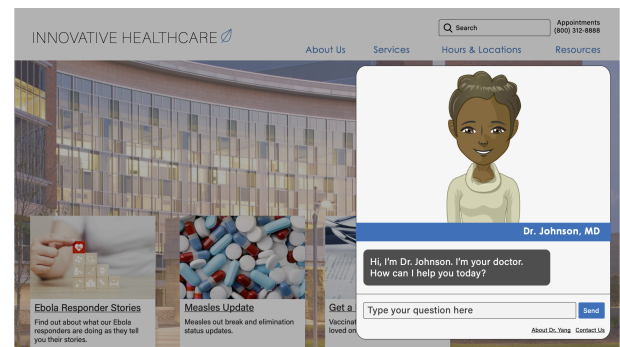 INNOVATIVE HEALTHCARE
Search
Appointments
(800) 312-8888
About Us
Services
Hours & Locations
Resources
Dr. Johnson, MD
Hi, I'm Dr. Johnson. I'm your doctor.
How can I help you today?
Type your question here
Send
About Dr. Yang
Contact Us
Ebola Responder Stories
Find out about what our Ebola
responders are doing as they tell
you their stories.
Measles Update
Measles out break and elimination
status updates.
Get a
loved